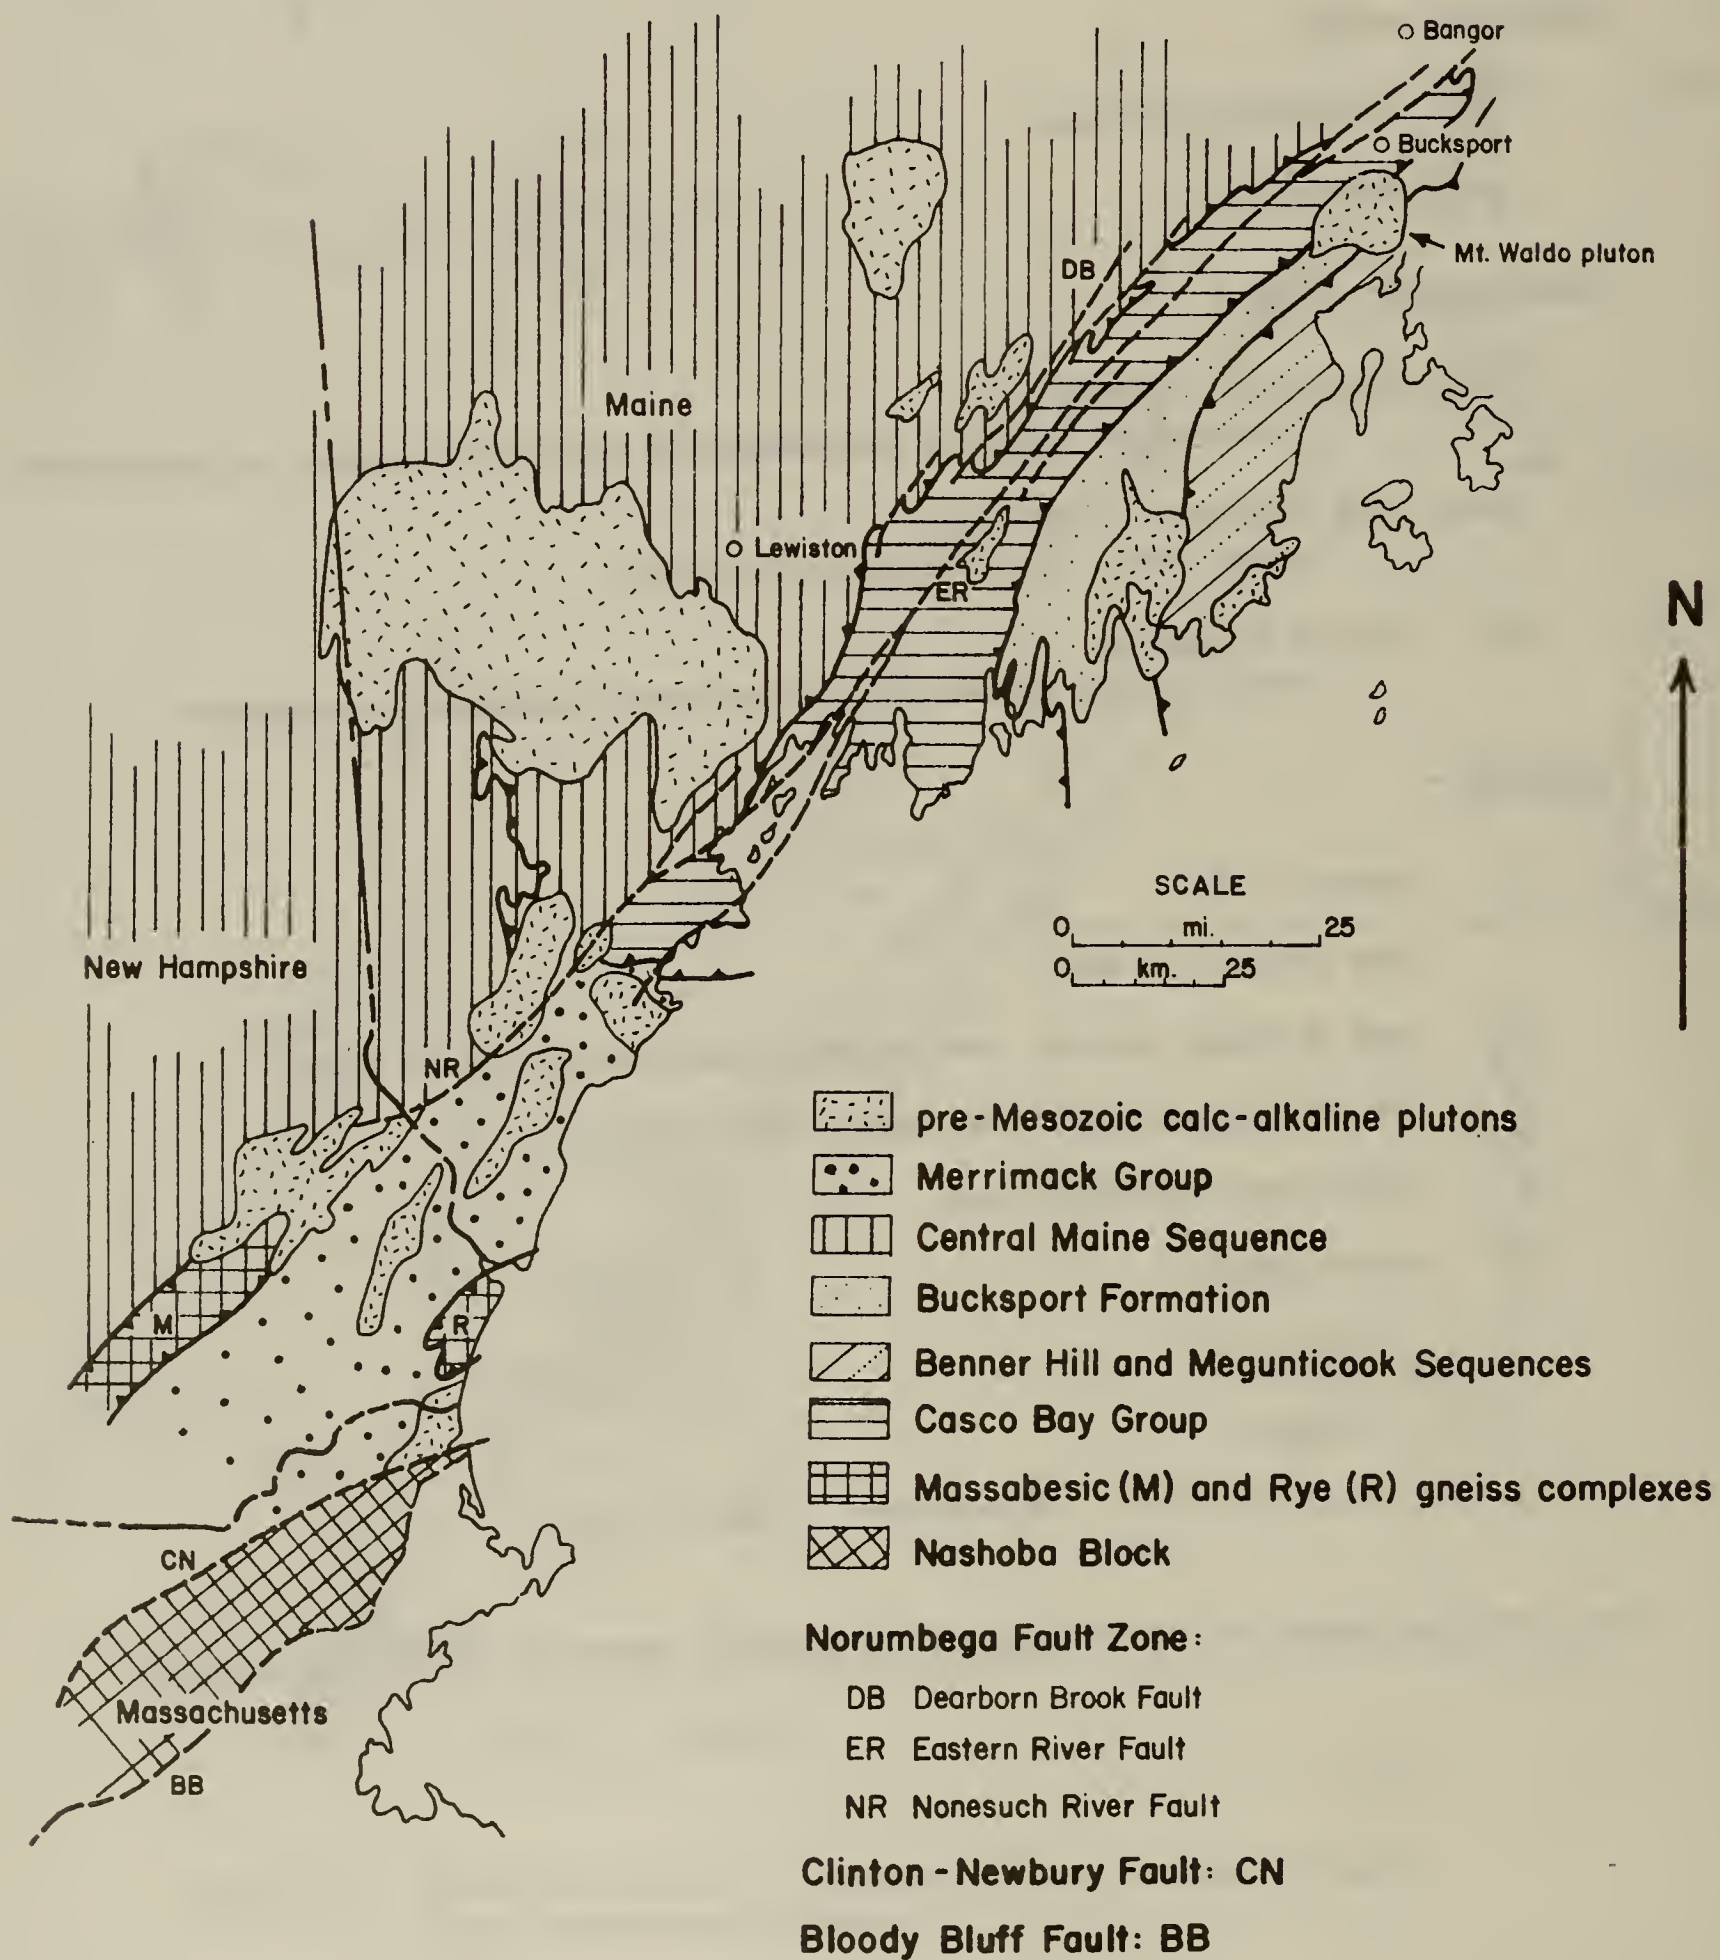 Bangor
Bucksport
Mt. Waldo pluton
DB
Maine
Lewiston
ER
N
SCALE
0 mi. 25
0 km. 25
New Hampshire
NR
M
R
CN
Massachusetts
BB
pre-Mesozoic calc-alkaline plutons
Merrimack Group
Central Maine Sequence
Bucksport Formation
Benner Hill and Megunticook Sequences
Casco Bay Group
Massabesic (M) and Rye (R) gneiss complexes
Nashoba Block
Norumbega Fault Zone:
DB Dearborn Brook Fault
ER Eastern River Fault
NR Nonesuch River Fault
Clinton-Newbury Fault: CN
Bloody Bluff Fault: BB